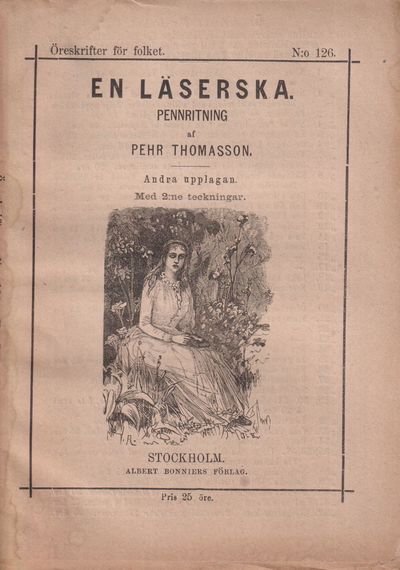 Öreskrifter för folket. N:o 126.
EN LÄSERSKA.
PENNRITNING
af
PEHR THOMASSON.
Andra upplagan.
Med 2:ne teckningar.
STOCKHOLM.
ALBERT BONNIERS FÖRLAG.
Pris 25 öre.